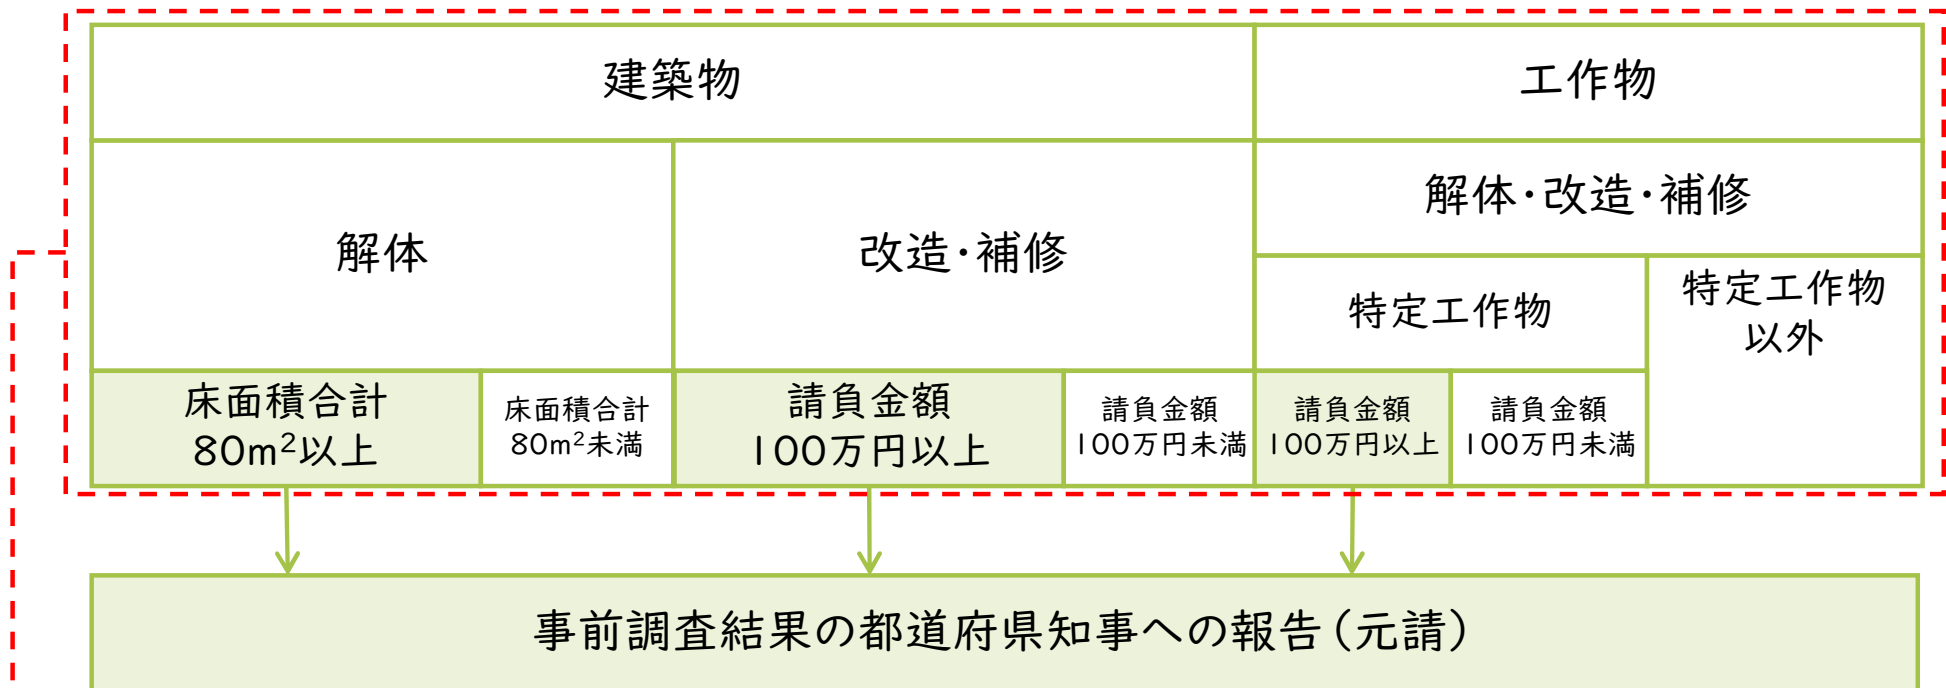 建築物
工作物
解体
改造・補修
解体・改造・補修
特定工作物
特定工作物
以外
床面積合計
80m²以上
床面積合計
80m²未満
請負金額
100万円以上
請負金額
100万円未満
請負金額
100万円以上
請負金額
100万円未満
事前調査結果の都道府県知事への報告(元請)